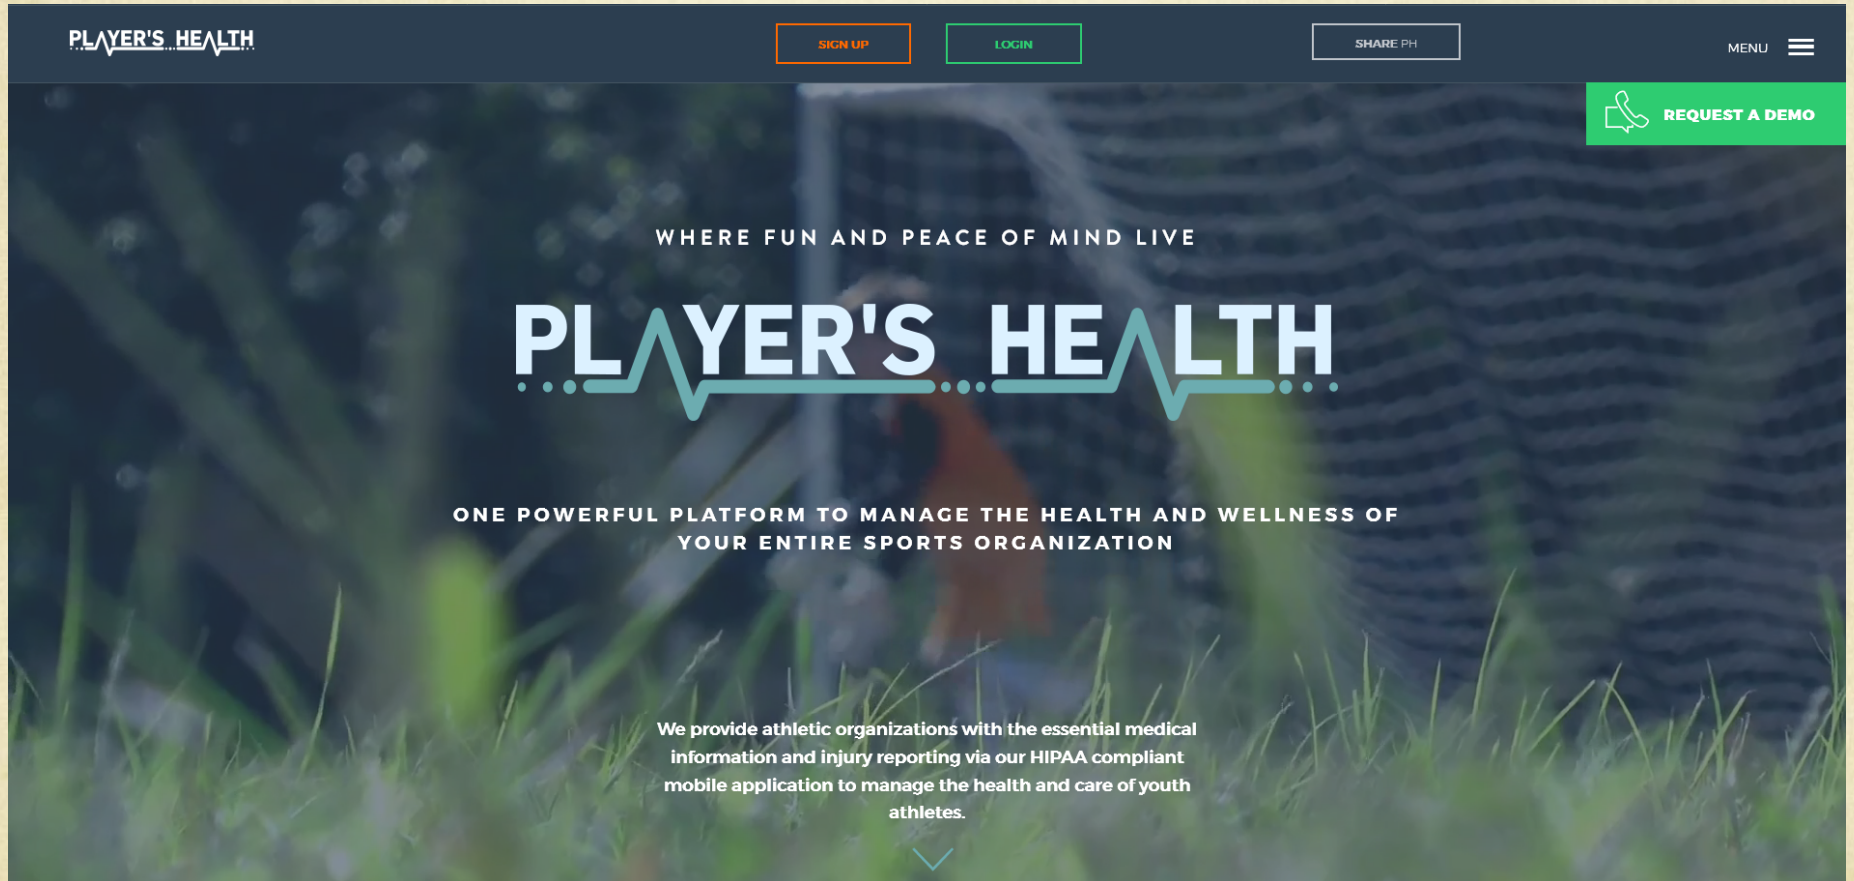 PLAYER'S HEALTH
SIGN UP
LOGIN
SHARE PH
MENU
REQUEST A DEMO
WHERE FUN AND PEACE OF MIND LIVE
PLAYER'S HEALTH
ONE POWERFUL PLATFORM TO MANAGE THE HEALTH AND WELLNESS OF
YOUR ENTIRE SPORTS ORGANIZATION
We provide athletic organizations with the essential medical
information and injury reporting via our HIPAA compliant
mobile application to manage the health and care of youth
athletes.